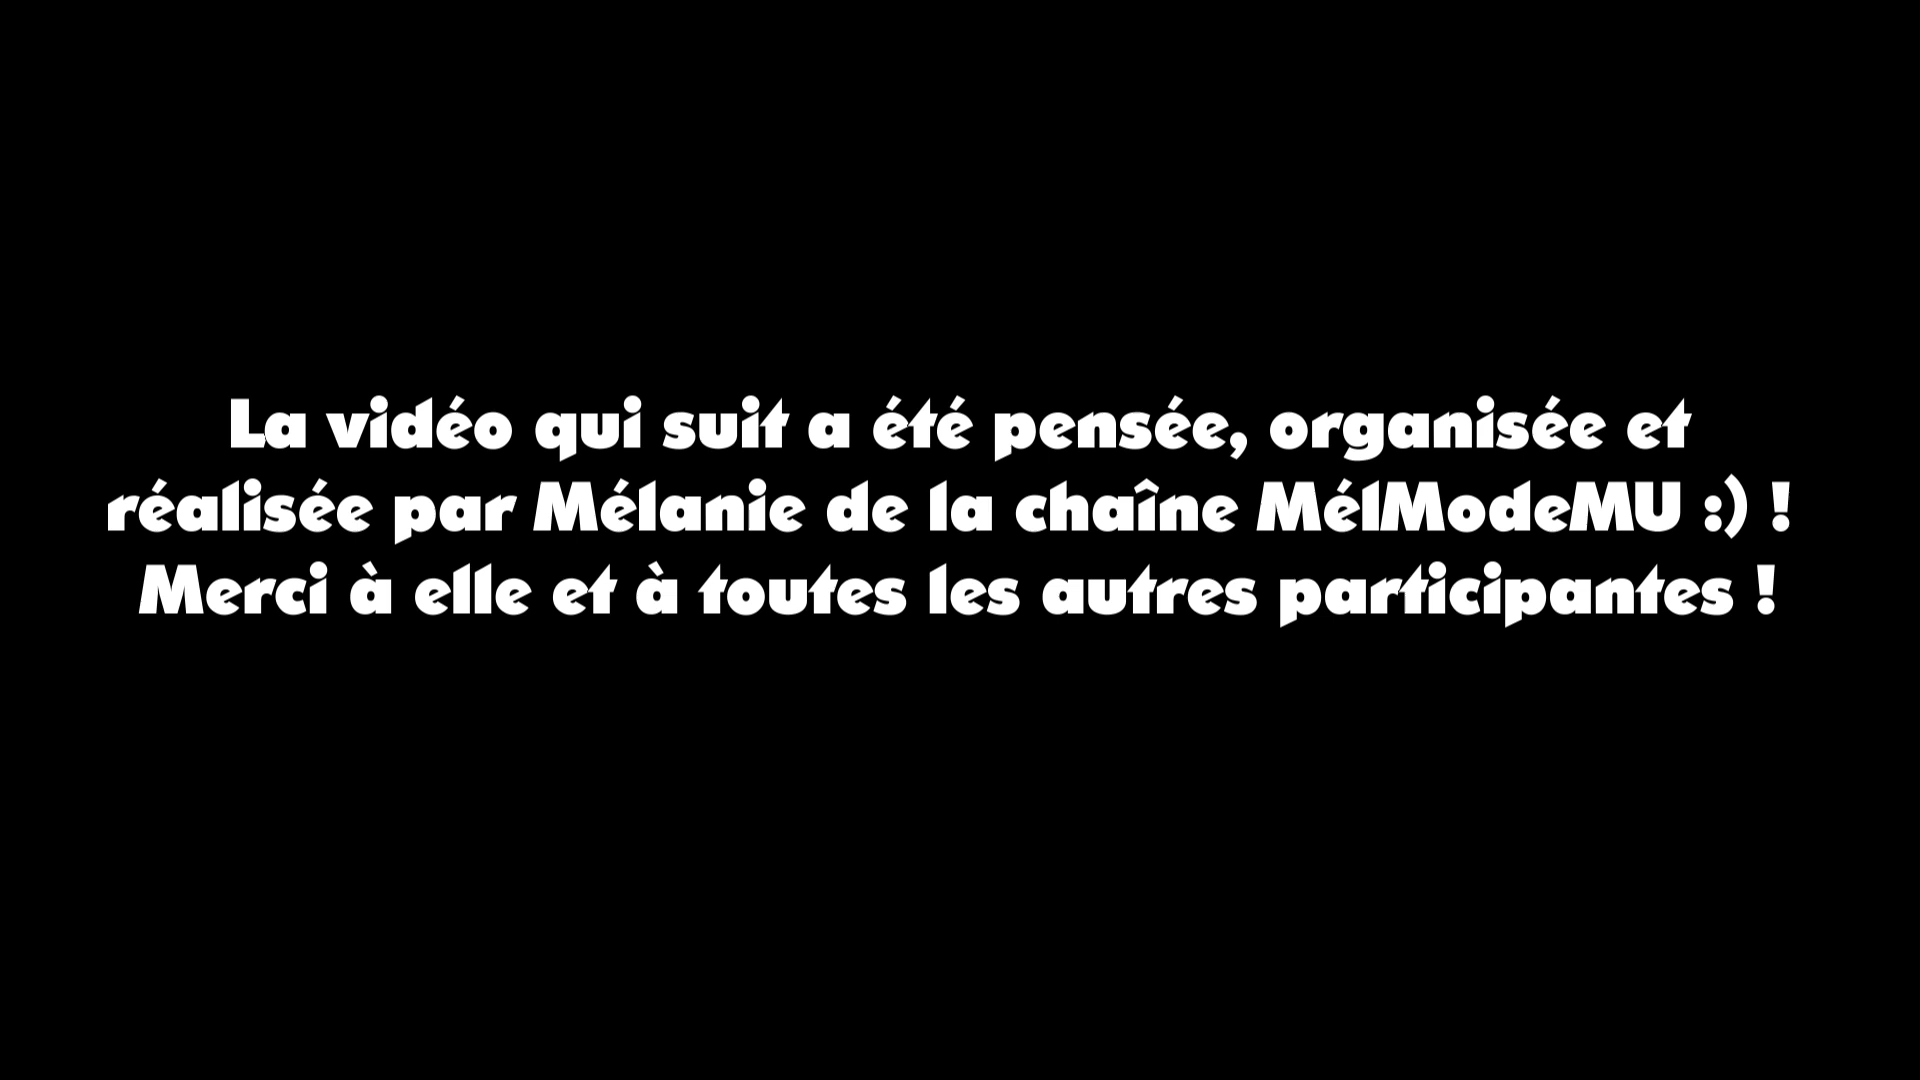 La vidéo qui suit a été pensée, organisée et
réalisée par Mélanie de la chaîne MélModeMU :) !
Merci à elle et à toutes les autres participantes !